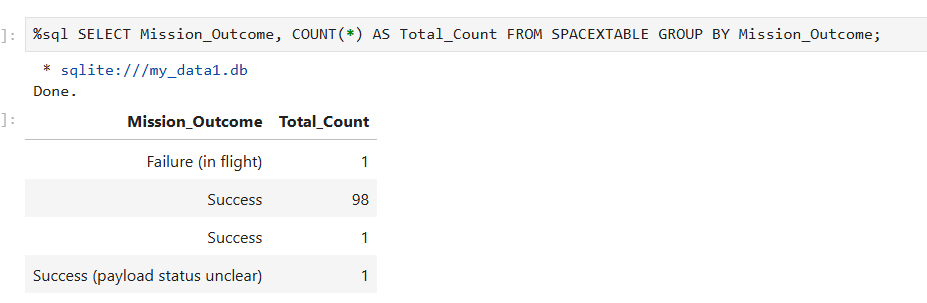 ]: %sql SELECT Mission_Outcome, COUNT(*) AS Total_Count FROM SPACEXTABLE GROUP BY Mission_Outcome;
* sqlite:///my_data1.db
Done.
]: Mission_Outcome Total_Count
Failure (in flight) 1
Success 98
Success 1
Success (payload status unclear) 1